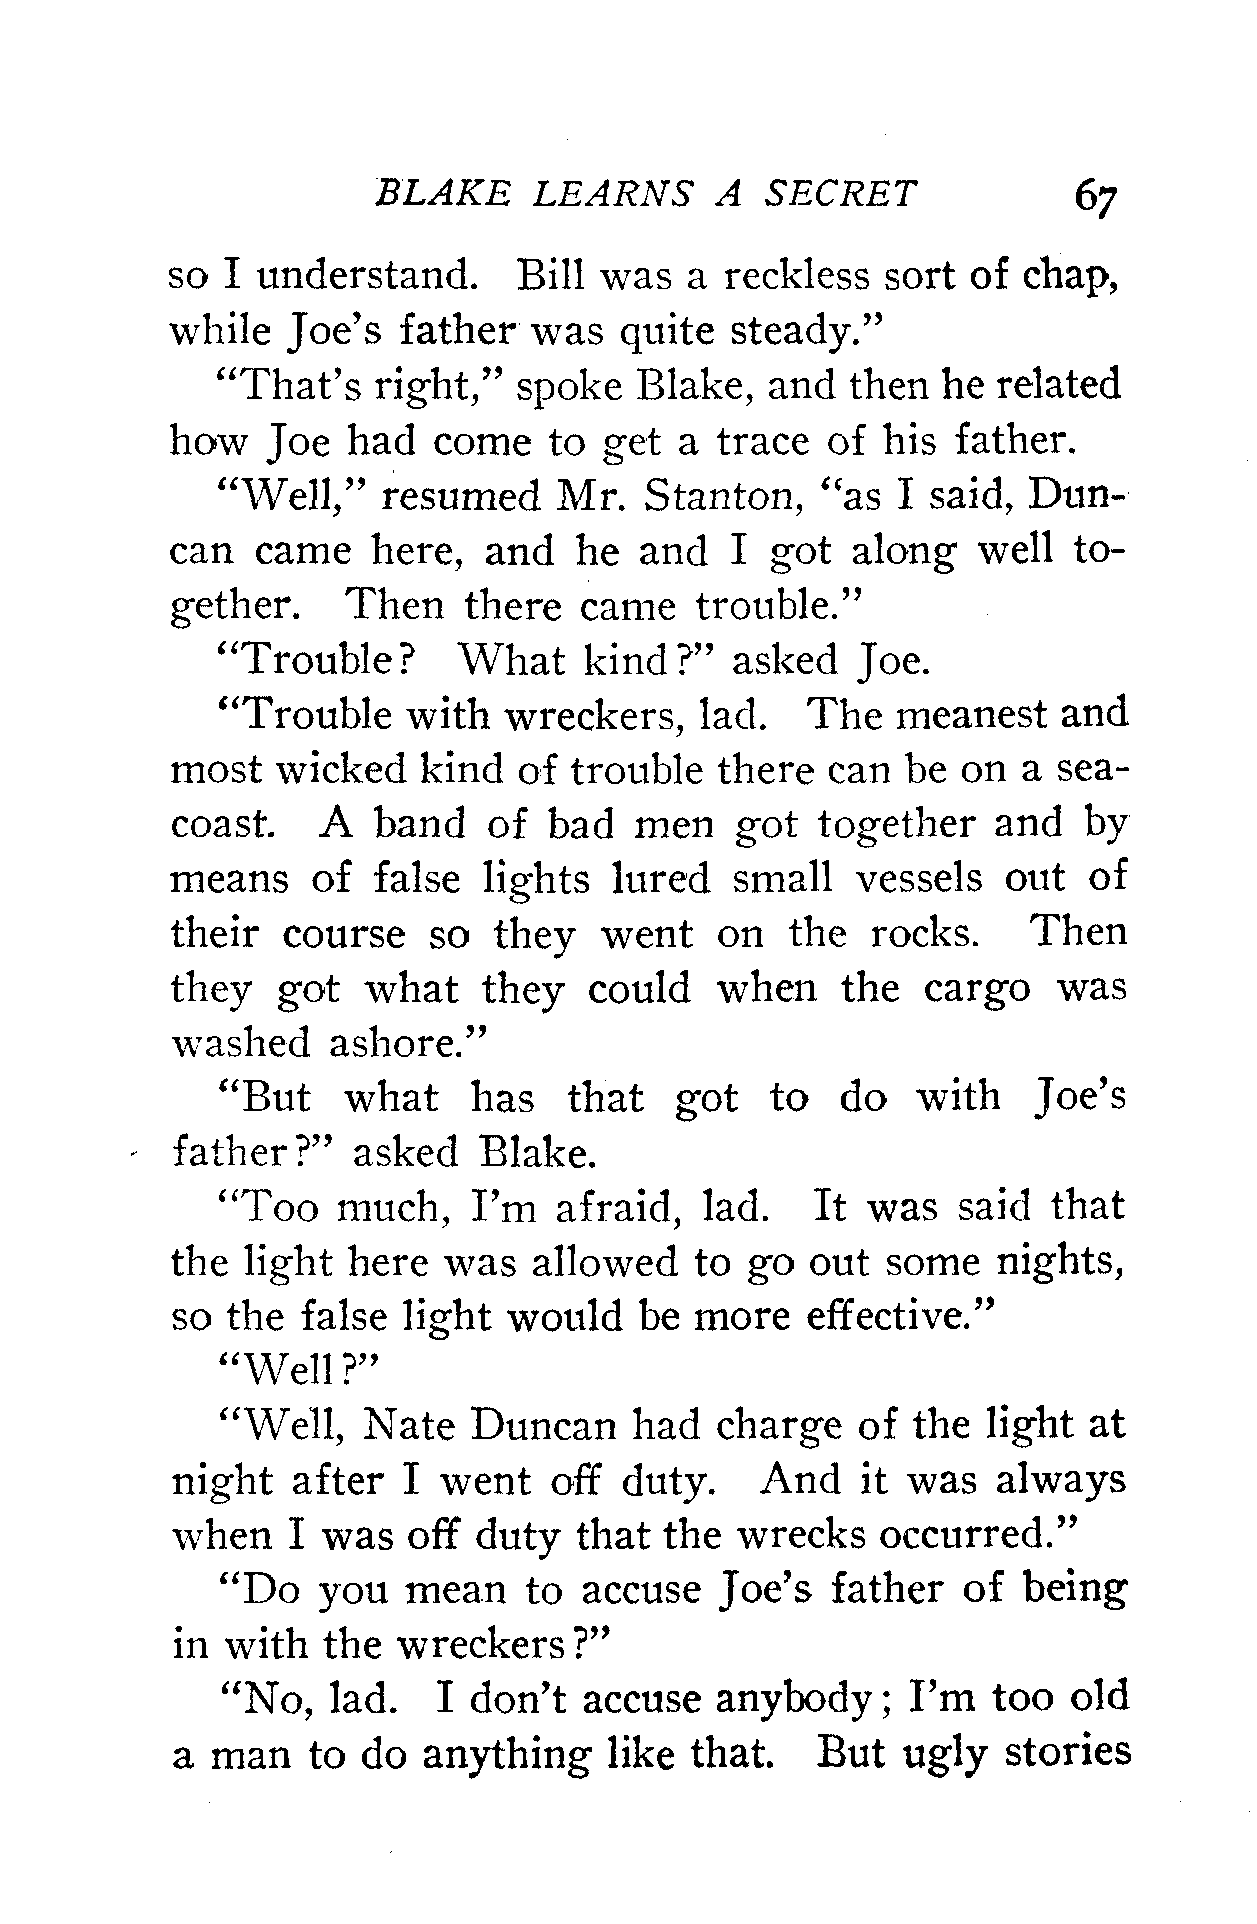 BLAKE LEARNS A SECRET 67
so I understand. Bill was a reckless sort of chap,
while Joe's father was quite steady."
"That's right," spoke Blake, and then he related
how Joe had come to get a trace of his father.
"Well," resumed Mr. Stanton, "as I said, Dun-
can came here, and he and I got along well to-
gether. Then there came trouble."
"Trouble? What kind?" asked Joe.
"Trouble with wreckers, lad. The meanest and
most wicked kind of trouble there can be on a sea-
coast. A band of bad men got together and by
means of false lights lured small vessels out of
their course so they went on the rocks. Then
they got what they could when the cargo was
washed ashore."
"But what has that got to do with Joe's
father?" asked Blake.
"Too much, I'm afraid, lad. It was said that
the light here was allowed to go out some nights,
so the false light would be more effective."
"Well?"
"Well, Nate Duncan had charge of the light at
night after I went off duty. And it was always
when I was off duty that the wrecks occurred."
"Do you mean to accuse Joe's father of being
in with the wreckers?"
"No, lad. I don't accuse anybody; I'm too old
a man to do anything like that. But ugly stories